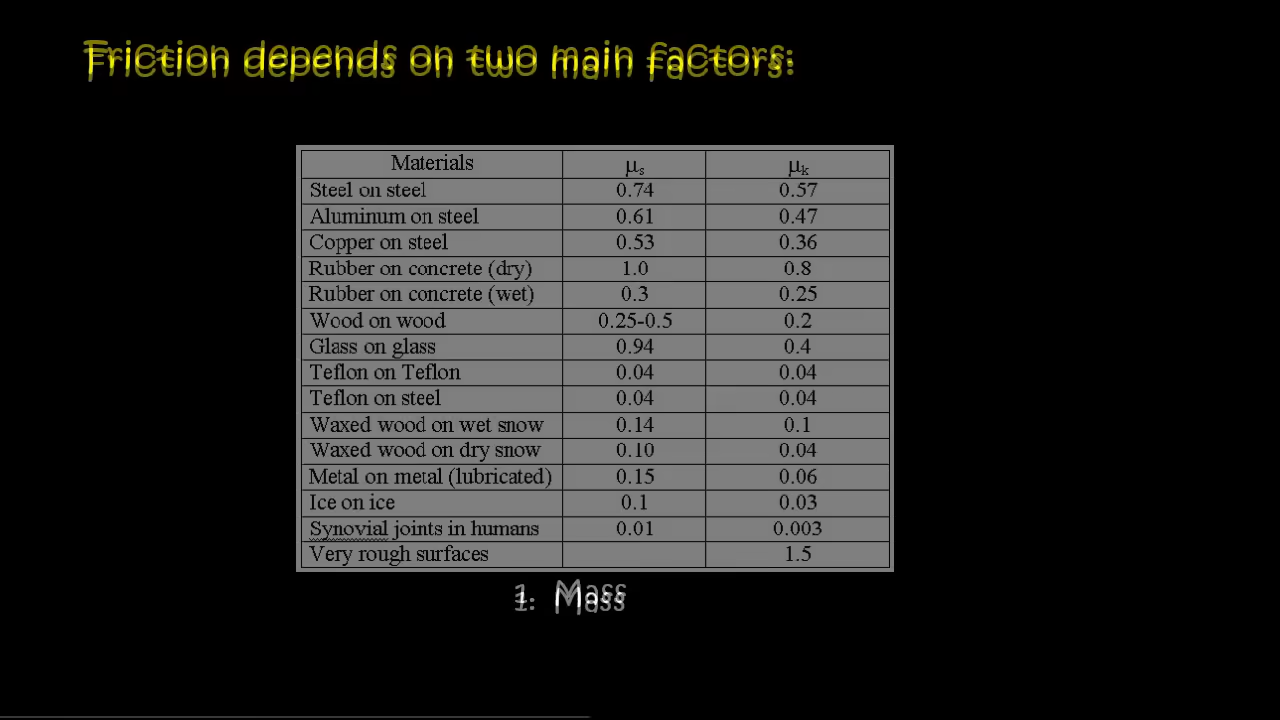 Friction depends on two main factors:
Materials μs μk
Steel on steel 0.74 0.57
Aluminum on steel 0.61 0.47
Copper on steel 0.53 0.36
Rubber on concrete (dry) 1.0 0.8
Rubber on concrete (wet) 0.3 0.25
Wood on wood 0.25-0.5 0.2
Glass on glass 0.94 0.4
Teflon on Teflon 0.04 0.04
Teflon on steel 0.04 0.04
Waxed wood on wet snow 0.14 0.1
Waxed wood on dry snow 0.10 0.04
Metal on metal (lubricated) 0.15 0.06
Ice on ice 0.1 0.03
Synovial joints in humans 0.01 0.003
Very rough surfaces 1.5
1. Mass